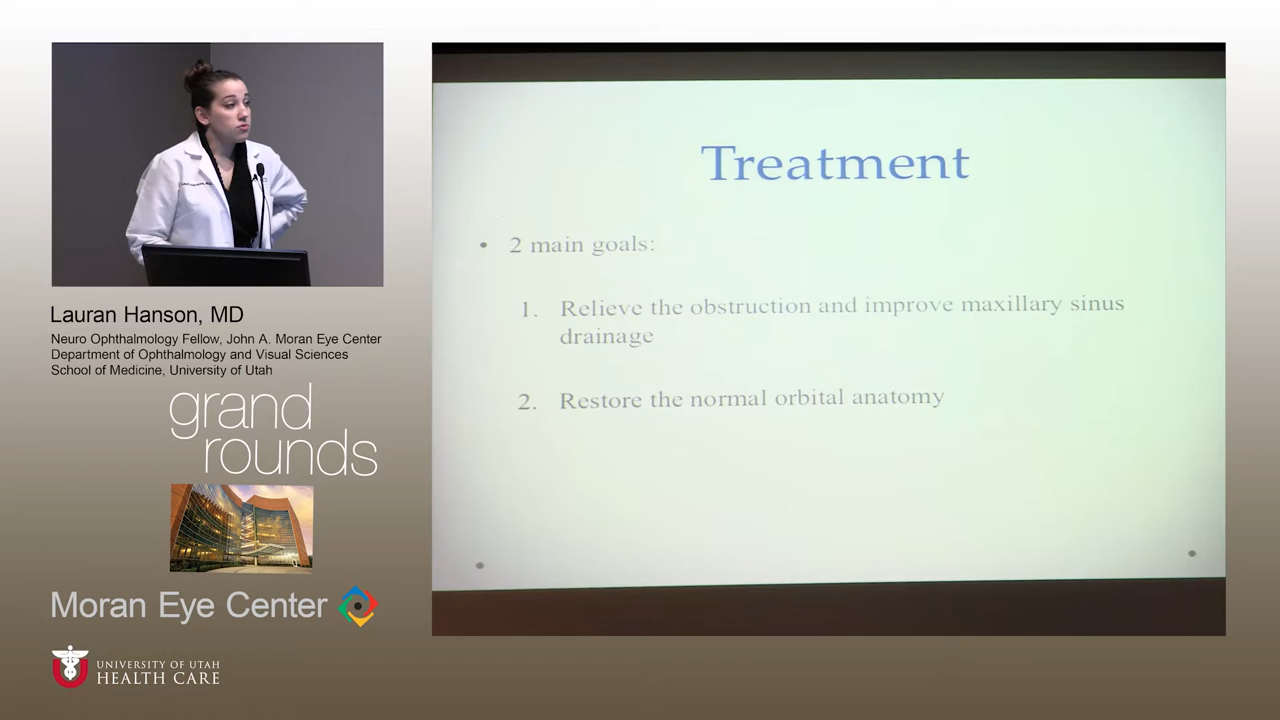 Lauran Hanson, MD
Neuro Ophthalmology Fellow, John A. Moran Eye Center
Department of Ophthalmology and Visual Sciences
School of Medicine, University of Utah
grand
rounds
Moran Eye Center
UNIVERSITY OF UTAH
HEALTH CARE
Treatment
• 2 main goals:
1. Relieve the obstruction and improve maxillary sinus
drainage
2. Restore the normal orbital anatomy